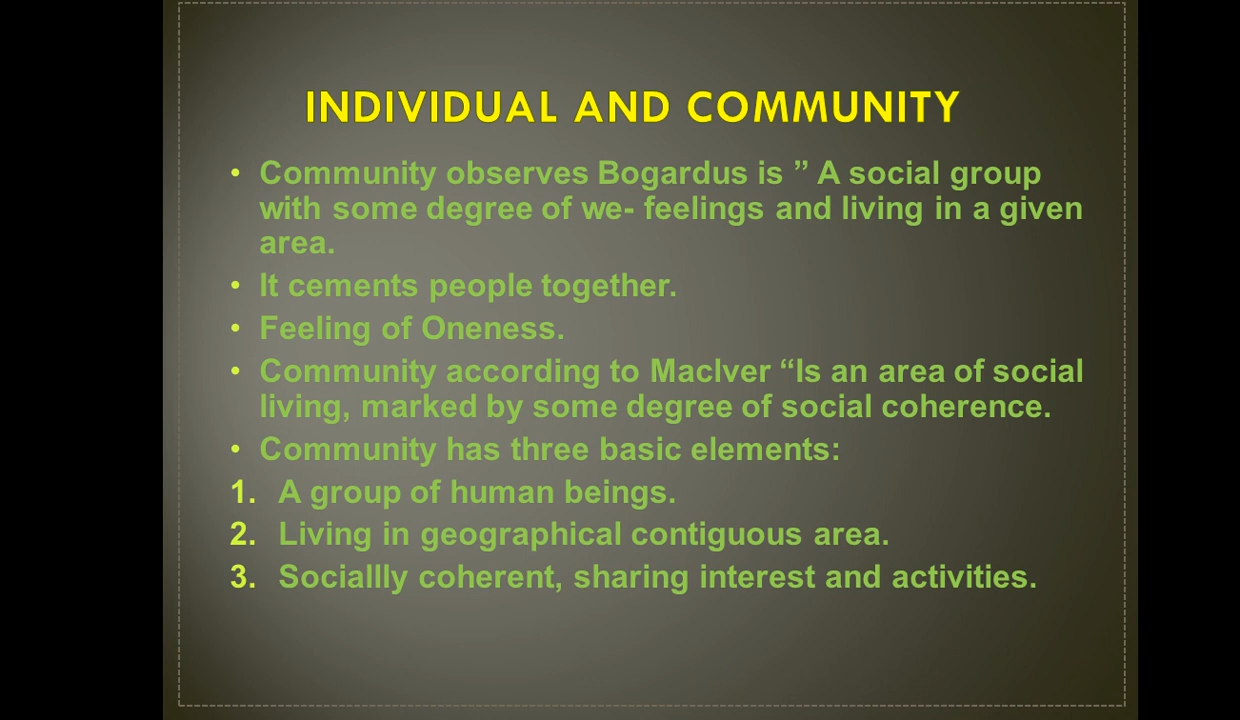 INDIVIDUAL AND COMMUNITY
• Community observes Bogardus is ” A social group
with some degree of we- feelings and living in a given
area.
• It cements people together.
• Feeling of Oneness.
• Community according to MacIver “Is an area of social
living, marked by some degree of social coherence.
• Community has three basic elements:
1. A group of human beings.
2. Living in geographical contiguous area.
3. Sociallly coherent, sharing interest and activities.